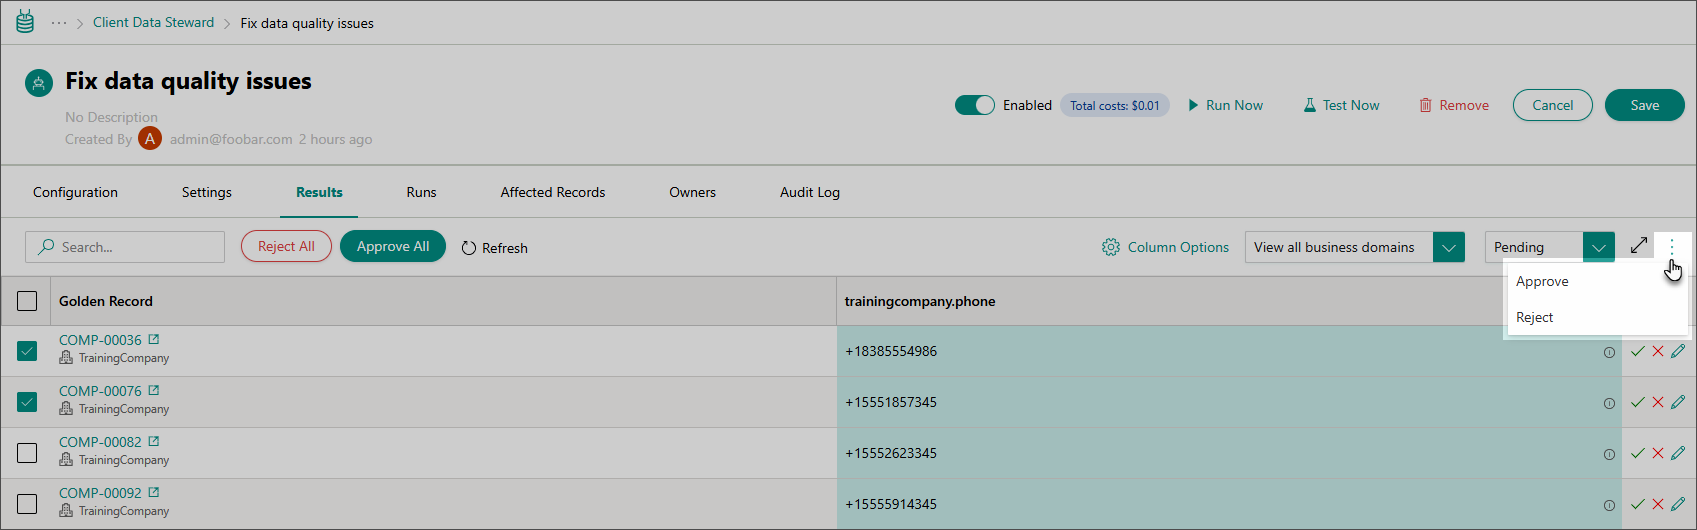 ··· > Client Data Steward > Fix data quality issues
Fix data quality issues
No Description
Created By A admin@foobar.com 2 hours ago
Enabled Total costs: $0.01 Run Now Test Now Remove Cancel Save
Configuration Settings Results Runs Affected Records Owners Audit Log
Search... Reject All Approve All Refresh Column Options View all business domains Pending
Approve
Reject
Golden Record trainingcompany.phone
COMP-00036
TrainingCompany
+18385554986
COMP-00076
TrainingCompany
+15551857345
COMP-00082
TrainingCompany
+15552623345
COMP-00092
TrainingCompany
+15555914345